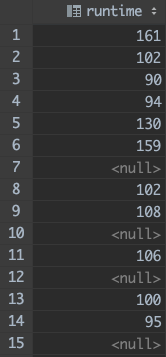 runtime
1 161
2 102
3 90
4 94
5 130
6 159
7 <null>
8 102
9 108
10 <null>
11 106
12 <null>
13 100
14 95
15 <null>